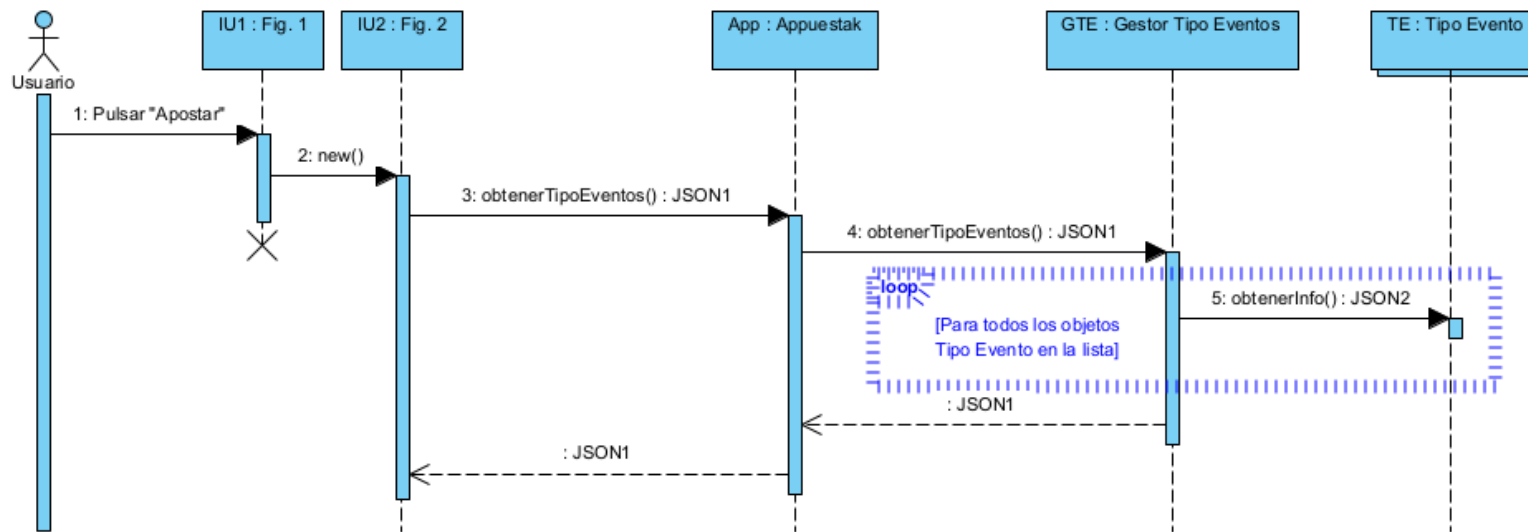 IU1 : Fig. 1
IU2 : Fig. 2
App : Appuestak
GTE : Gestor Tipo Eventos
TE : Tipo Evento
Usuario
1: Pulsar "Apostar"
2: new()
3: obtenerTipoEventos() : JSON1
4: obtenerTipoEventos() : JSON1
loop
5: obtenerInfo() : JSON2
[Para todos los objetos
Tipo Evento en la lista]
: JSON1
: JSON1